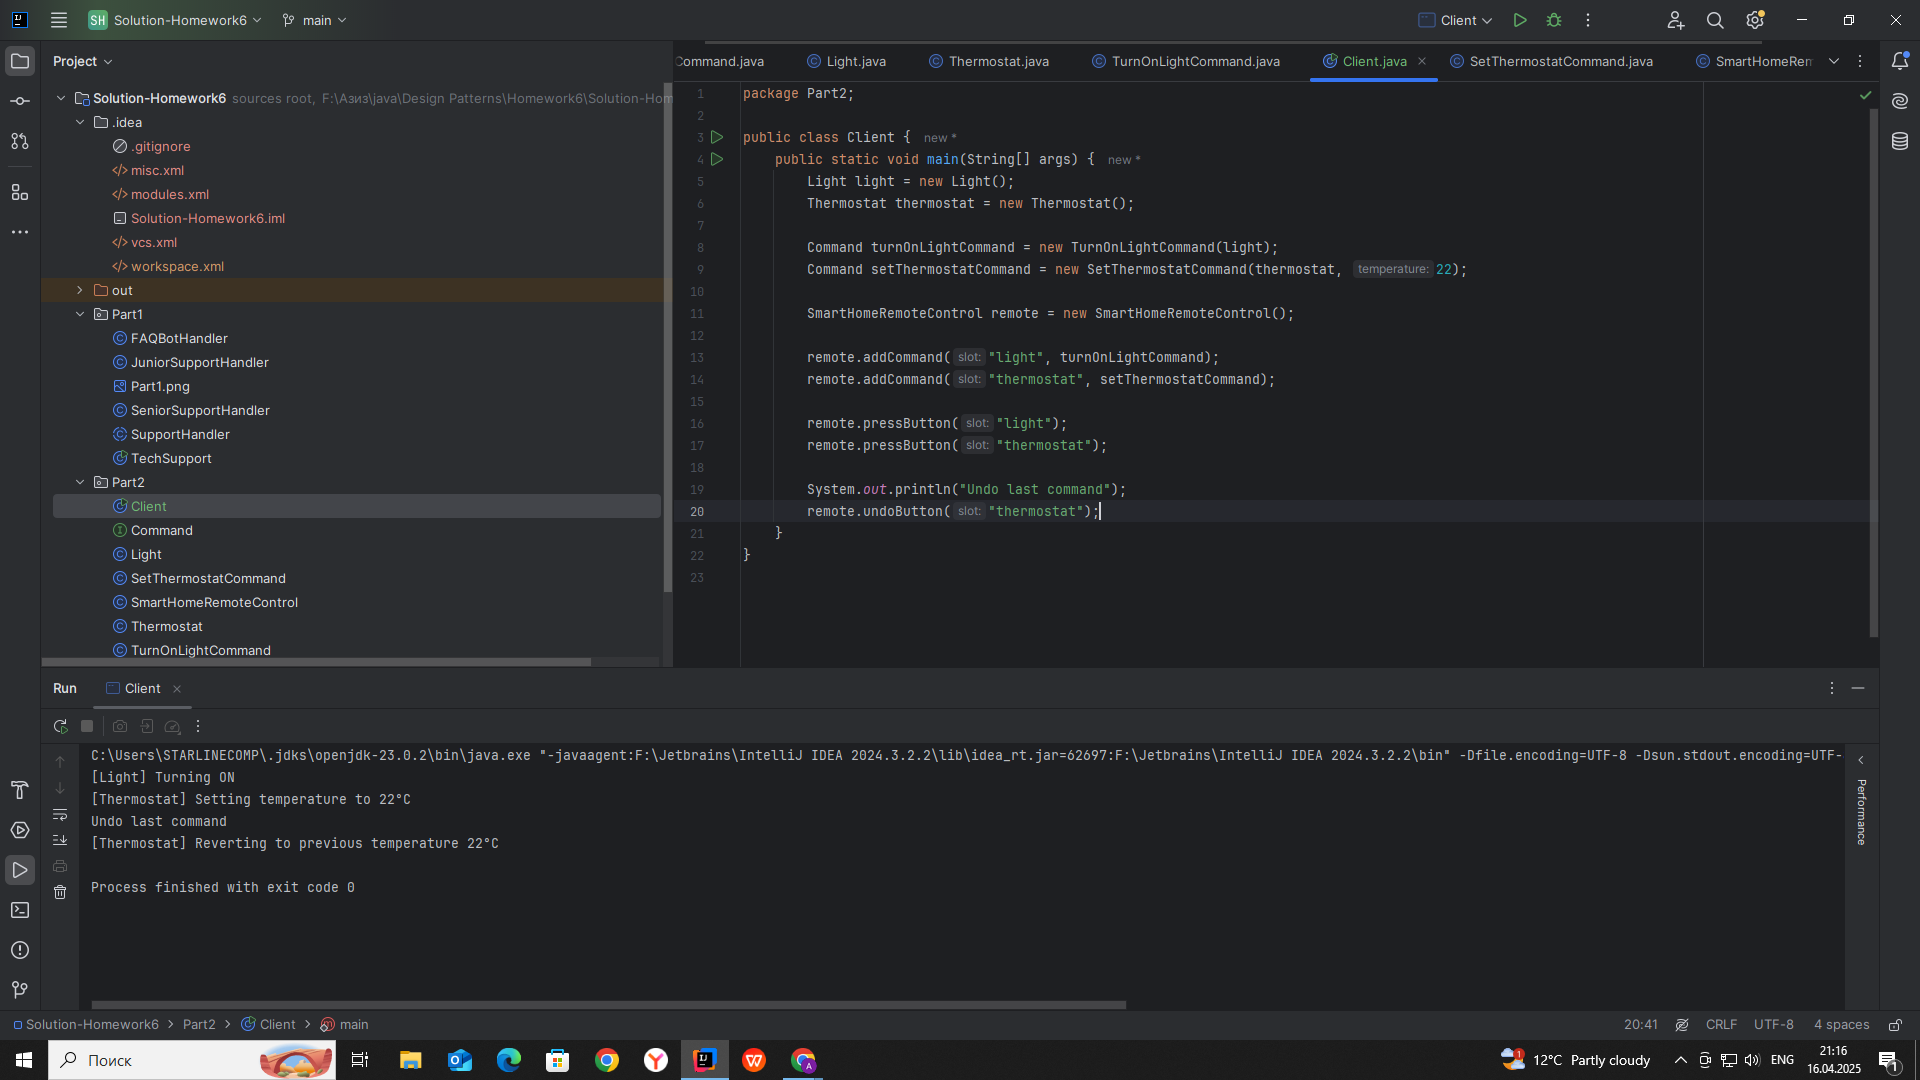 SH Solution-Homework6 main Client
Project
Solution-Homework6 sources root, F:\Азиз\java\Design Patterns\Homework6\Solution-Hom
.idea
.gitignore
misc.xml
modules.xml
Solution-Homework6.iml
vcs.xml
workspace.xml
out
Part1
FAQBotHandler
JuniorSupportHandler
Part1.png
SeniorSupportHandler
SupportHandler
TechSupport
Part2
Client
Command
Light
SetThermostatCommand
SmartHomeRemoteControl
Thermostat
TurnOnLightCommand
Command.java Light.java Thermostat.java TurnOnLightCommand.java Client.java SetThermostatCommand.java SmartHomeRem
1 package Part2;
2
3 public class Client { new *
4 public static void main(String[] args) { new *
5 Light light = new Light();
6 Thermostat thermostat = new Thermostat();
7
8 Command turnOnLightCommand = new TurnOnLightCommand(light);
9 Command setThermostatCommand = new SetThermostatCommand(thermostat, temperature: 22);
10
11 SmartHomeRemoteControl remote = new SmartHomeRemoteControl();
12
13 remote.addCommand( slot: "light", turnOnLightCommand);
14 remote.addCommand( slot: "thermostat", setThermostatCommand);
15
16 remote.pressButton( slot: "light");
17 remote.pressButton( slot: "thermostat");
18
19 System.out.println("Undo last command");
20 remote.undoButton( slot: "thermostat");
21 }
22 }
23
Run Client
C:\Users\STARLINECOMP\.jdks\openjdk-23.0.2\bin\java.exe "-javaagent:F:\Jetbrains\IntelliJ IDEA 2024.3.2.2\lib\idea_rt.jar=62697:F:\Jetbrains\IntelliJ IDEA 2024.3.2.2\bin" -Dfile.encoding=UTF-8 -Dsun.stdout.encoding=UTF-
[Light] Turning ON
[Thermostat] Setting temperature to 22°C
Undo last command
[Thermostat] Reverting to previous temperature 22°C
Process finished with exit code 0
Performance
Solution-Homework6 > Part2 > Client > main 20:41 CRLF UTF-8 4 spaces
Поиск
1 12°C Partly cloudy ENG 21:16
16.04.2025 1